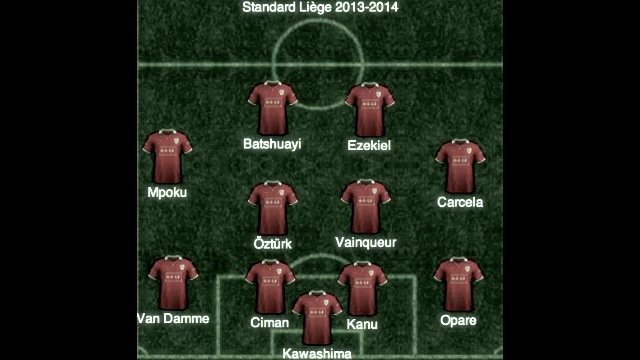 Standard Liège 2013-2014
Batshuayi
Ezekiel
Mpoku
Carcela
Öztürk
Vainqueur
Van Damme
Ciman
Kanu
Opare
Kawashima